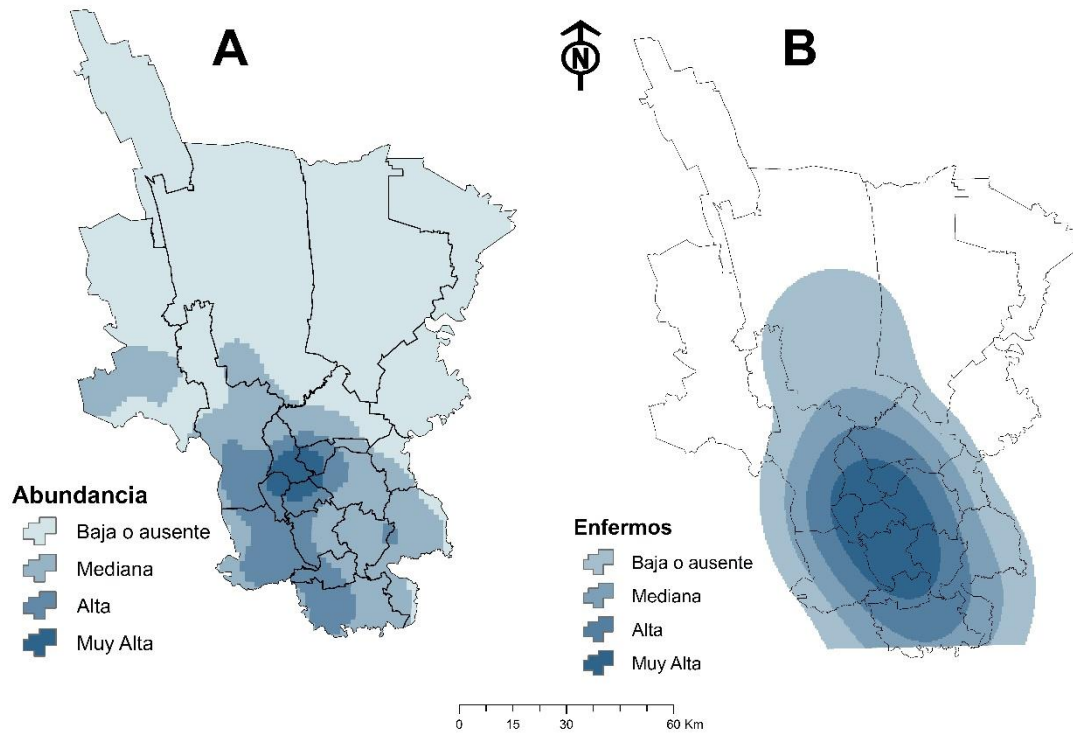 A
N
B
Abundancia
Baja o ausente
Mediana
Alta
Muy Alta
Enfermos
Baja o ausente
Mediana
Alta
Muy Alta
0 15 30 60 Km